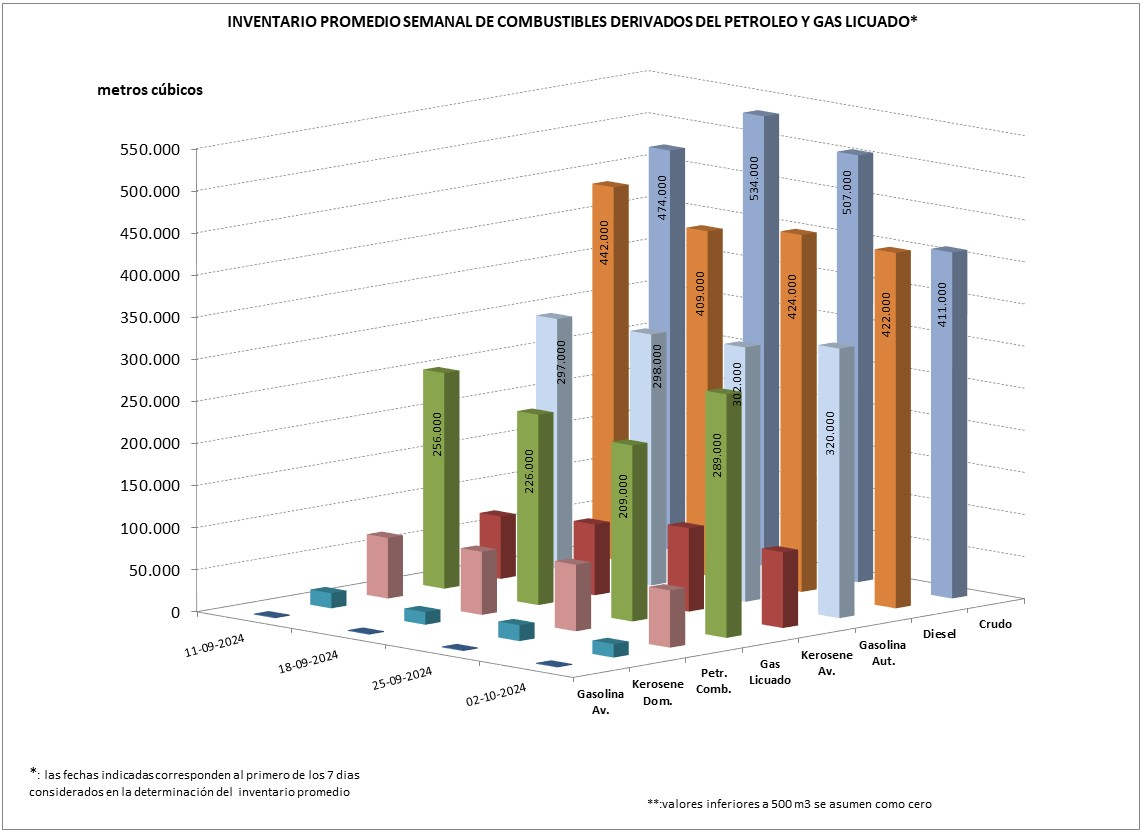 INVENTARIO PROMEDIO SEMANAL DE COMBUSTIBLES DERIVADOS DEL PETROLEO Y GAS LICUADO*
metros cúbicos
550.000
500.000
450.000
400.000
350.000
300.000
250.000
200.000
150.000
100.000
50.000
0
256.000
226.000
209.000
289.000
297.000
298.000
302.000
320.000
442.000
409.000
424.000
422.000
474.000
534.000
507.000
411.000
11-09-2024
18-09-2024
25-09-2024
02-10-2024
Gasolina
Av.
Kerosene
Dom.
Petr.
Comb.
Gas
Licuado
Kerosene
Av.
Gasolina
Aut.
Diesel
Crudo
*: las fechas indicadas corresponden al primero de los 7 dias
considerados en la determinación del inventario promedio
**:valores inferiores a 500 m3 se asumen como cero